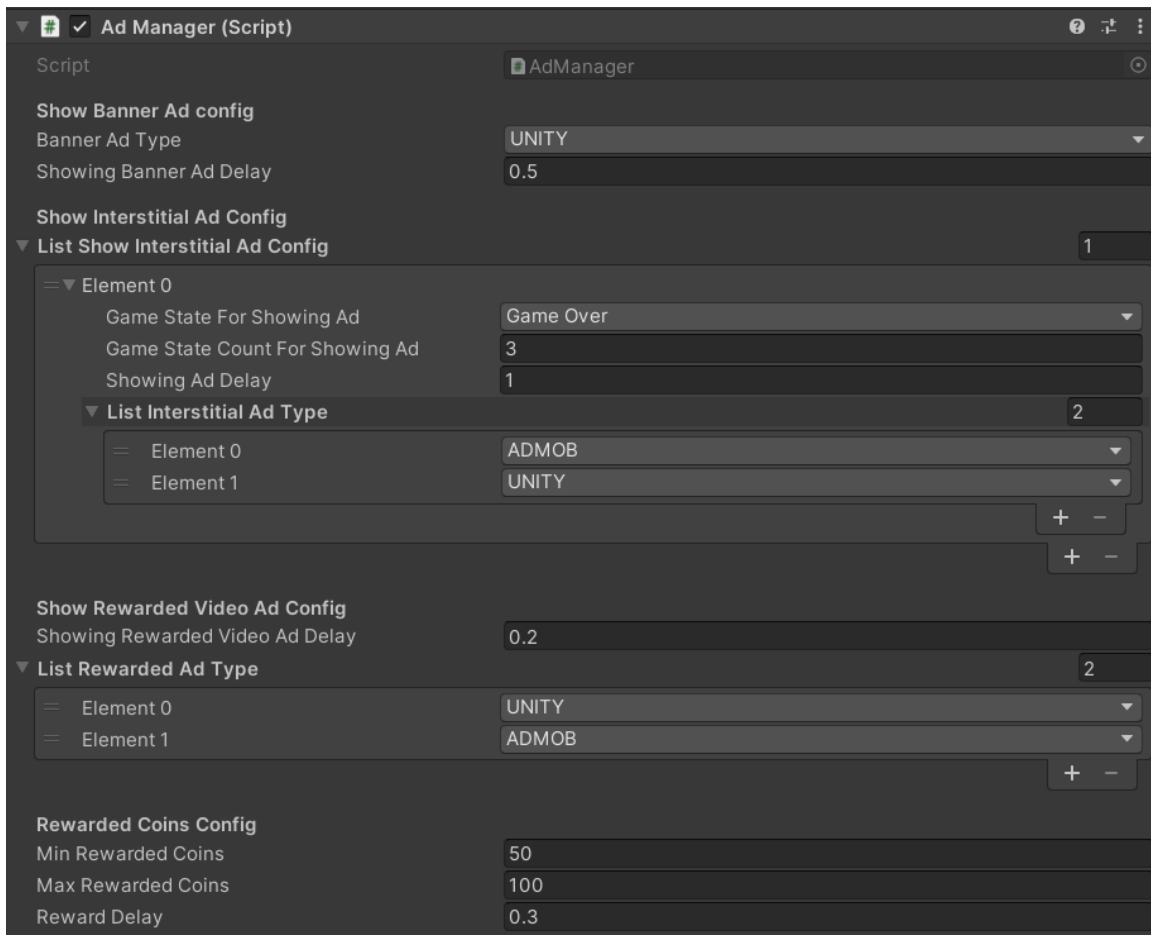 Ad Manager (Script)
Script AdManager
Show Banner Ad config
Banner Ad Type UNITY
Showing Banner Ad Delay 0.5
Show Interstitial Ad Config
List Show Interstitial Ad Config 1
Element 0
Game State For Showing Ad Game Over
Game State Count For Showing Ad 3
Showing Ad Delay 1
List Interstitial Ad Type 2
Element 0 ADMOB
Element 1 UNITY
Show Rewarded Video Ad Config
Showing Rewarded Video Ad Delay 0.2
List Rewarded Ad Type 2
Element 0 UNITY
Element 1 ADMOB
Rewarded Coins Config
Min Rewarded Coins 50
Max Rewarded Coins 100
Reward Delay 0.3